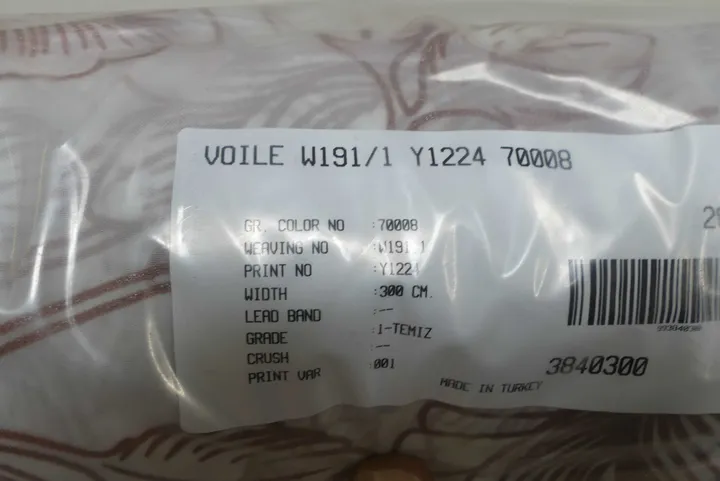 VOILE W191/1 Y1224 70008
GR. COLOR NO :70008
WEAVING NO :W191 1
PRINT NO :Y122
WIDTH :300 CM.
LEAD BAND :--
GRADE :1-TEMIZ
CRUSH :--
PRINT VAR :001
MADE IN TURKEY
3840300